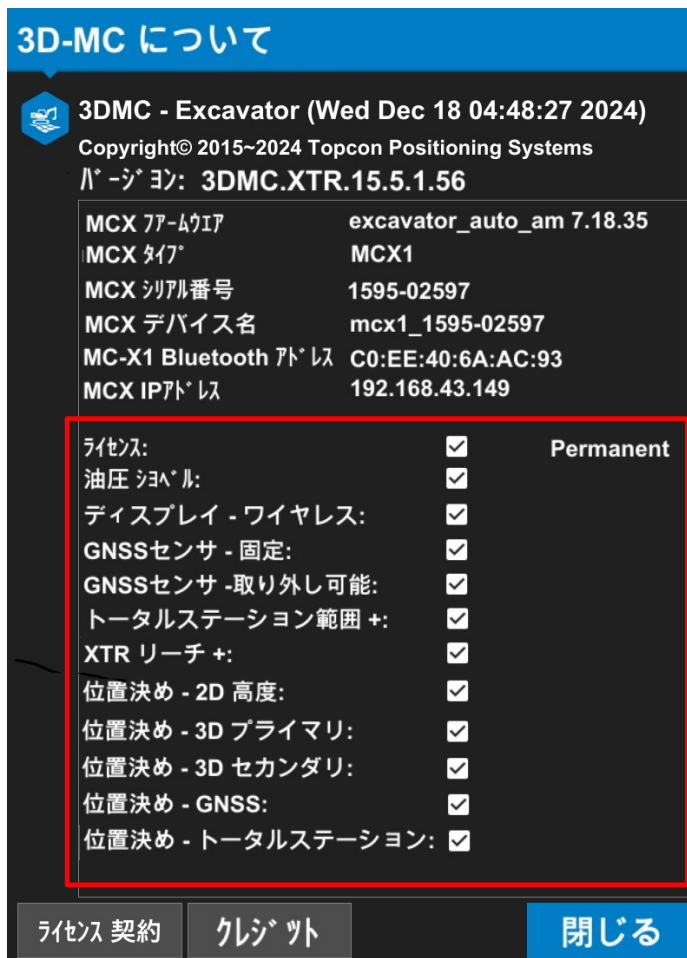 3D-MC について
3DMC - Excavator (Wed Dec 18 04:48:27 2024)
Copyright© 2015~2024 Topcon Positioning Systems
ﾊﾞｰｼﾞｮﾝ: 3DMC.XTR.15.5.1.56
MCX ﾌｱｰﾑｳｴｱ excavator_auto_am 7.18.35
MCX ﾀｲﾌﾟ MCX1
MCX ｼﾘｱﾙ番号 1595-02597
MCX デバイス名 mcx1_1595-02597
MC-X1 Bluetooth ｱﾄﾞﾚｽ C0:EE:40:6A:AC:93
MCX IPｱﾄﾞﾚｽ 192.168.43.149
ﾗｲｾﾝｽ: Permanent
油圧 ｼﾖﾍﾞﾙ:
ディスプレイ - ワイヤレス:
GNSSセンサ - 固定:
GNSSセンサ -取り外し可能:
トータルステーション範囲 +:
XTR リーチ +:
位置決め - 2D 高度:
位置決め - 3D プライマリ:
位置決め - 3D セカンダリ:
位置決め - GNSS:
位置決め - トータルステーション:
ﾗｲｾﾝｽ 契約 ｸﾚｼﾞﾂﾄ 閉じる